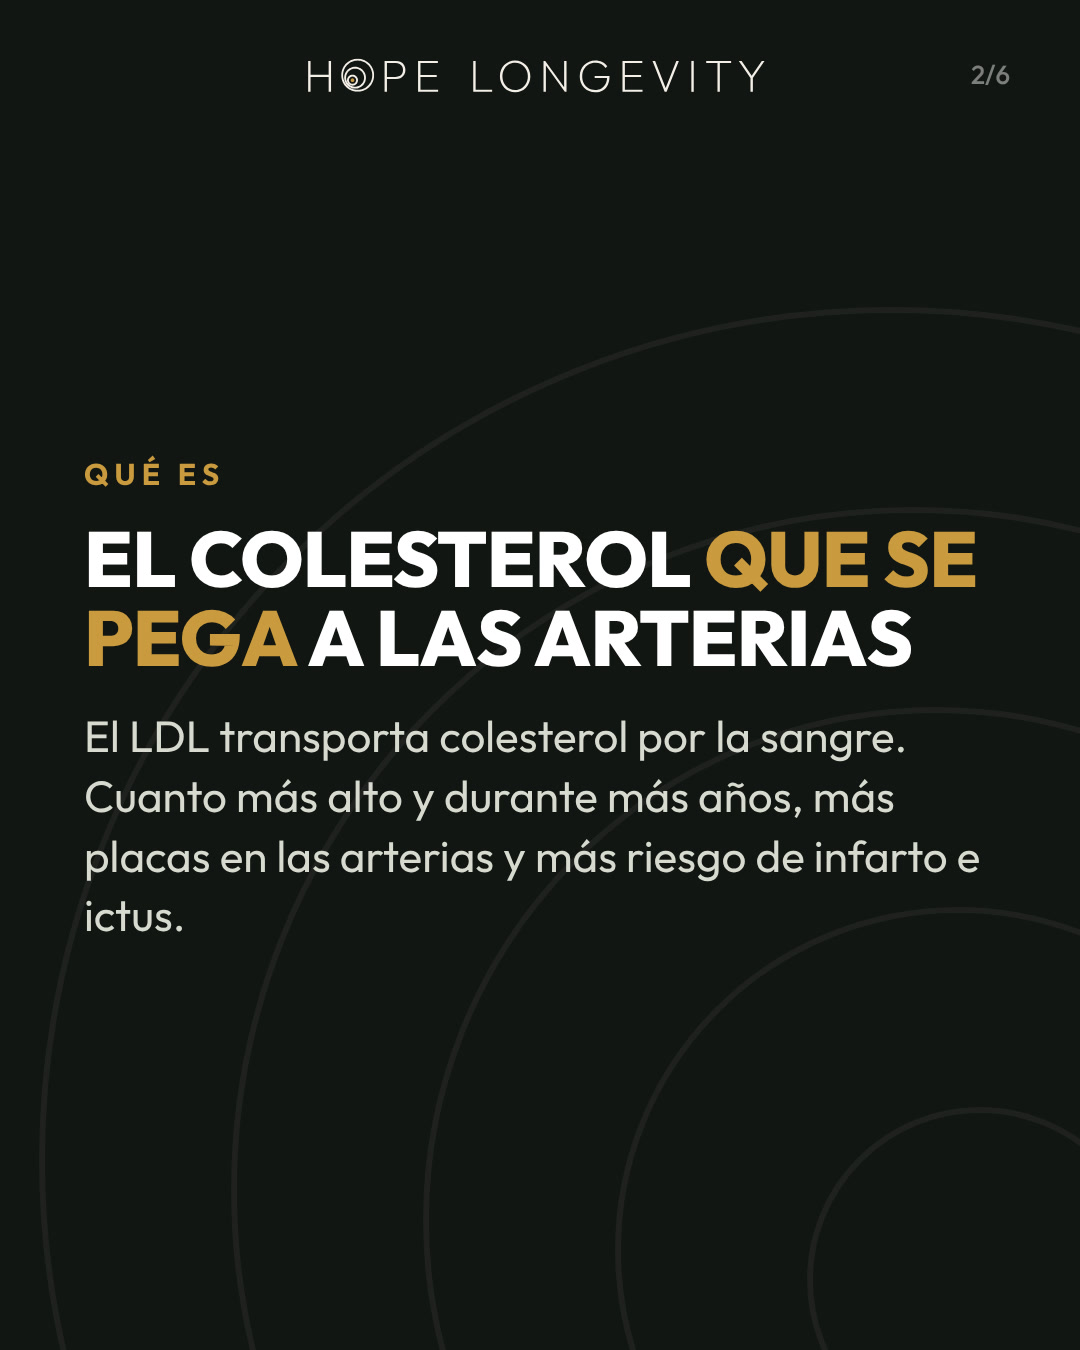 HOPE LONGEVITY
2/6
QUÉ ES
EL COLESTEROL QUE SE
PEGA A LAS ARTERIAS
El LDL transporta colesterol por la sangre.
Cuanto más alto y durante más años, más
placas en las arterias y más riesgo de infarto e
ictus.